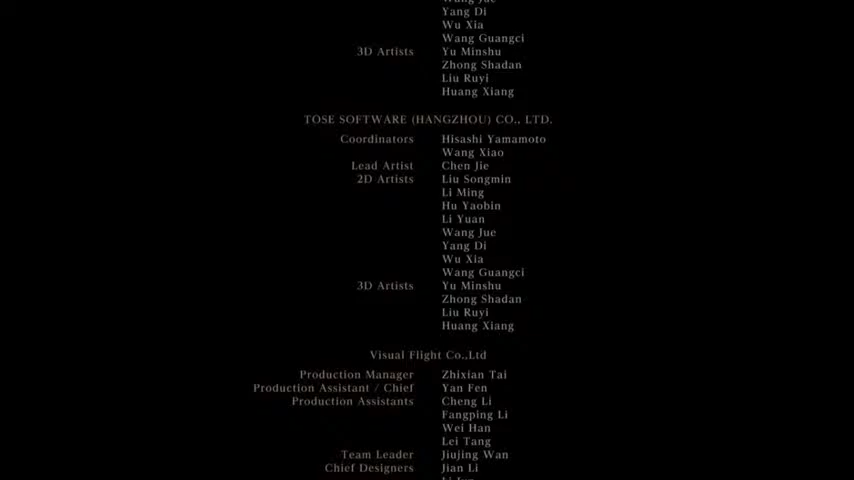 Wang Jue
Yang Di
Wu Xia
Wang Guangci
3D Artists Yu Minshu
Zhong Shadan
Liu Ruyi
Huang Xiang
TOSE SOFTWARE (HANGZHOU) CO., LTD.
Coordinators Hisashi Yamamoto
Wang Xiao
Lead Artist Chen Jie
2D Artists Liu Songmin
Li Ming
Hu Yaobin
Li Yuan
Wang Jue
Yang Di
Wu Xia
Wang Guangci
3D Artists Yu Minshu
Zhong Shadan
Liu Ruyi
Huang Xiang
Visual Flight Co.,Ltd
Production Manager Zhixian Tai
Production Assistant / Chief Yan Fen
Production Assistants Cheng Li
Fangping Li
Wei Han
Lei Tang
Team Leader Jiujing Wan
Chief Designers Jian Li